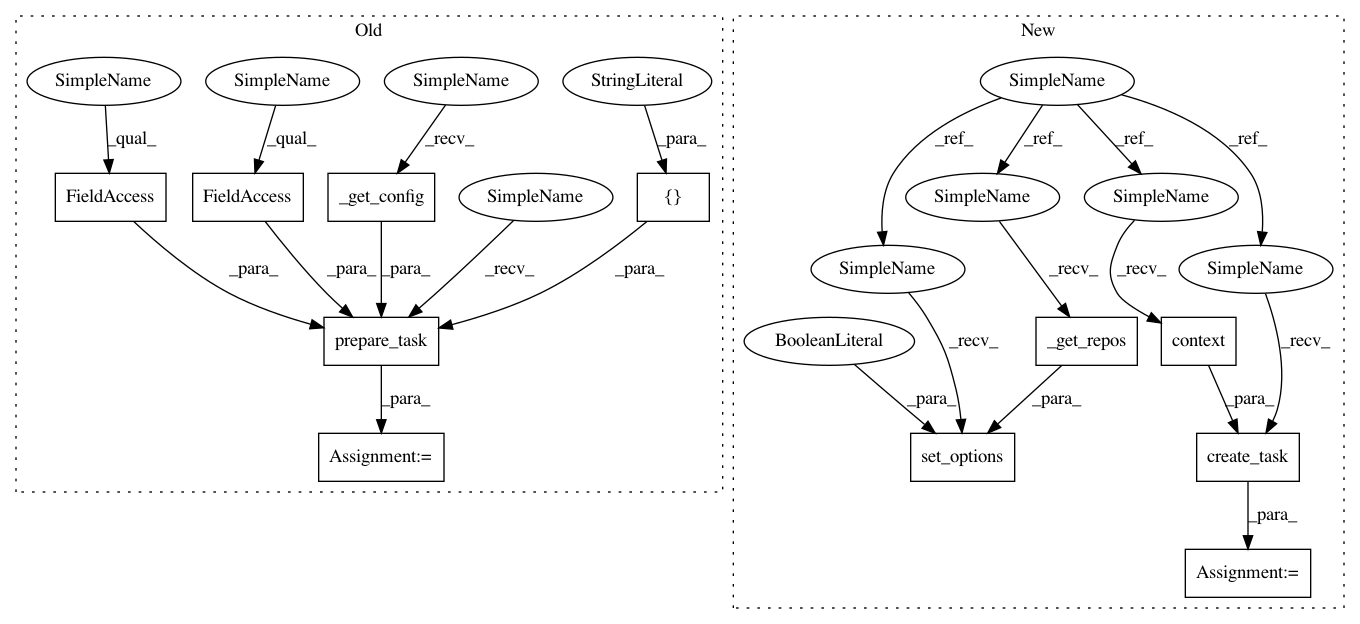 Old
New
SimpleName
SimpleName
SimpleName
StringLiteral
SimpleName
_qual_
_qual_
_recv_
_para_
_ref_
_ref_
_ref_
_ref_
FieldAccess
FieldAccess
_get_config
SimpleName
{}
SimpleName
SimpleName
_para_
_para_
_para_
_recv_
_para_
SimpleName
_recv_
_recv_
SimpleName
prepare_task
BooleanLiteral
_recv_
_get_repos
context
_recv_
_para_
_para_
_para_
_para_
Assignment:=
set_options
create_task
_para_
Assignment:=